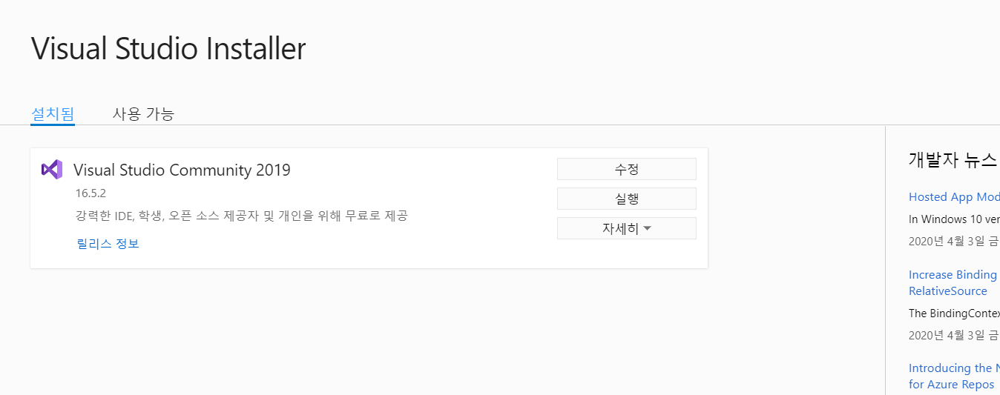 Visual Studio Installer
설치됨
사용 가능
Visual Studio Community 2019
16.5.2
강력한 IDE, 학생, 오픈 소스 제공자 및 개인을 위해 무료로 제공
릴리스 정보
수정
실행
자세히
개발자 뉴스
Hosted App Mod
In Windows 10 ver
2020년 4월 3일 금
Increase Binding
RelativeSource
The BindingContex
2020년 4월 3일 금
Introducing the N
for Azure Repos